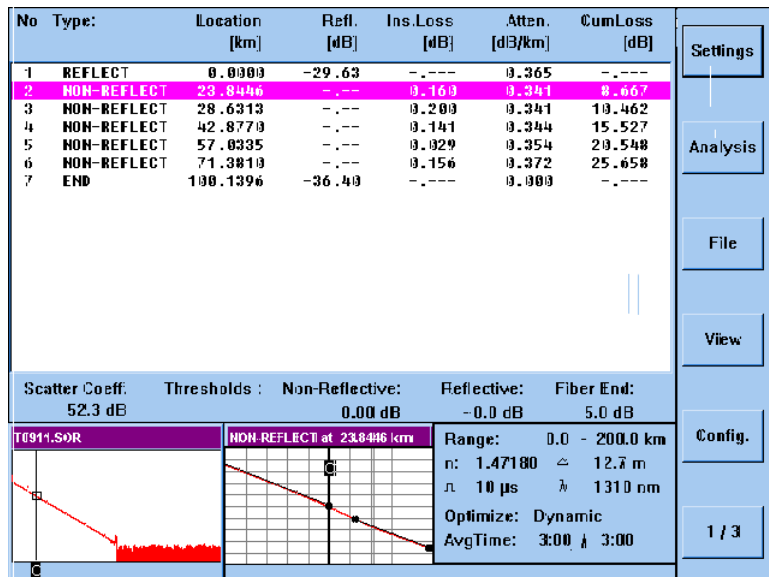 No Type: Location Refl. Ins.Loss Atten. CumLoss
[km] [dB] [dB] [dB/km] [dB]
1 REFLECT 0.0000 -29.63 -.--- 0.365 -.---
2 NON-REFLECT 23.8446 -.-- 0.160 0.341 8.667
3 NON-REFLECT 28.6313 -.-- 0.200 0.341 10.462
4 NON-REFLECT 42.8770 -.-- 0.141 0.344 15.527
5 NON-REFLECT 57.0335 -.-- 0.029 0.354 20.548
6 NON-REFLECT 71.3810 -.-- 0.156 0.372 25.658
7 END 100.1396 -36.40 -.--- 0.000 -.---
Scatter Coeff: Thresholds : Non-Reflective: Reflective: Fiber End:
52.3 dB 0.00 dB -0.0 dB 5.0 dB
T0911.SOR
C
NON-REFLECT at 23.8446 km
C
Range: 0.0 - 200.0 km
n: 1.47180 12.7 m
10 µs λ 1310 nm
Optimize: Dynamic
AvgTime: 3:00 / 3:00
Settings
Analysis
File
View
Config.
1 / 3